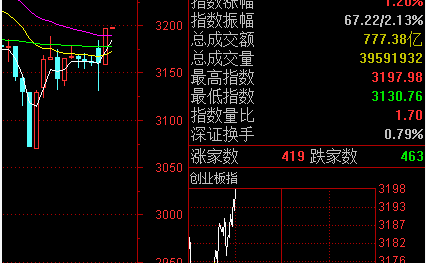 3200
3150
3100
3050
3000
2960
指数涨幅 1.20%
指数振幅 67.22/2.13%
总成交额 777.38亿
总成交量 39591932
最高指数 3197.98
最低指数 3130.76
指数量比 1.70
深证换手 0.79%
涨家数 419 跌家数 463
创业板指
3198
3193
3187
3182
3176